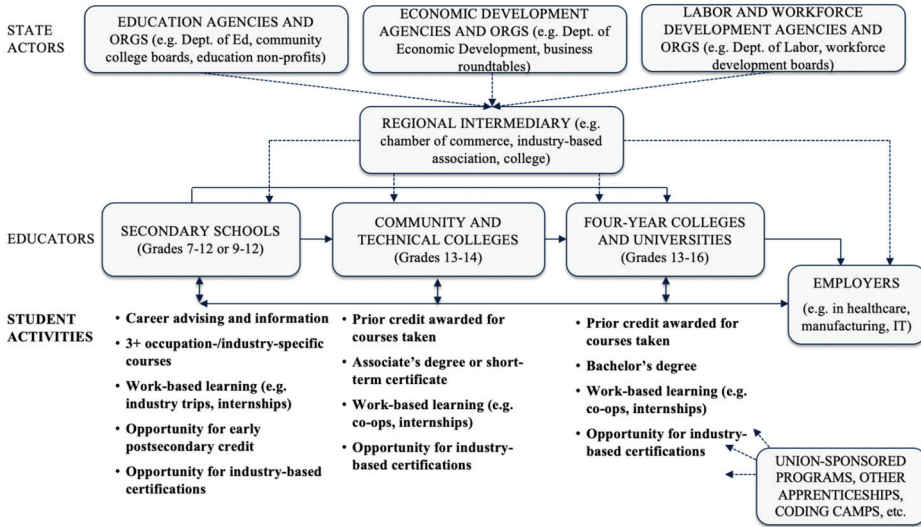 STATE
ACTORS
EDUCATION AGENCIES AND
ORGS (e.g. Dept. of Ed, community
college boards, education non-profits)
ECONOMIC DEVELOPMENT
AGENCIES AND ORGS (e.g. Dept. of
Economic Development, business
roundtables)
LABOR AND WORKFORCE
DEVELOPMENT AGENCIES AND
ORGS (e.g. Dept. of Labor, workforce
development boards)
REGIONAL INTERMEDIARY (e.g.
chamber of commerce, industry-based
association, college)
EDUCATORS
SECONDARY SCHOOLS
(Grades 7-12 or 9-12)
COMMUNITY AND
TECHNICAL COLLEGES
(Grades 13-14)
FOUR-YEAR COLLEGES
AND UNIVERSITIES
(Grades 13-16)
EMPLOYERS
(e.g. in healthcare,
manufacturing, IT)
STUDENT
ACTIVITIES
• Career advising and information
• 3+ occupation-/industry-specific
courses
• Work-based learning (e.g.
industry trips, internships)
• Opportunity for early
postsecondary credit
• Opportunity for industry-based
certifications
• Prior credit awarded for
courses taken
• Associate's degree or short-
term certificate
• Work-based learning (e.g.
co-ops, internships)
• Opportunity for industry-
based certifications
• Prior credit awarded for
courses taken
• Bachelor's degree
• Work-based learning (e.g.
co-ops, internships)
• Opportunity for industry-
based certifications
UNION-SPONSORED
PROGRAMS, OTHER
APPRENTICESHIPS,
CODING CAMPS, etc.